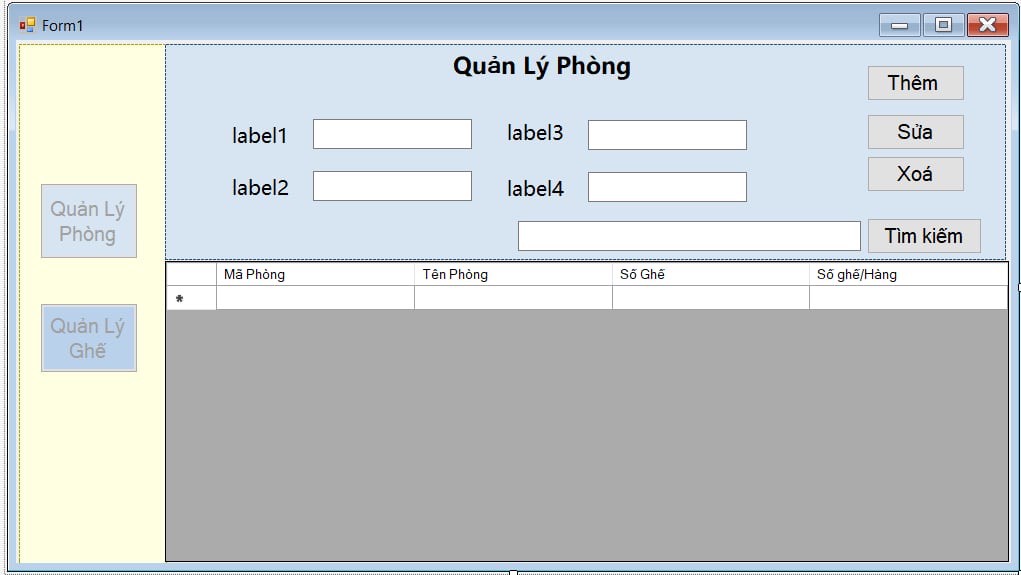 Form1
Quản Lý Phòng
Thêm
label1
label3
Sửa
Xoá
label2
label4
Quản Lý
Phòng
Tìm kiếm
Mã Phòng Tên Phòng Số Ghế Số ghế/Hàng
*
Quản Lý
Ghế